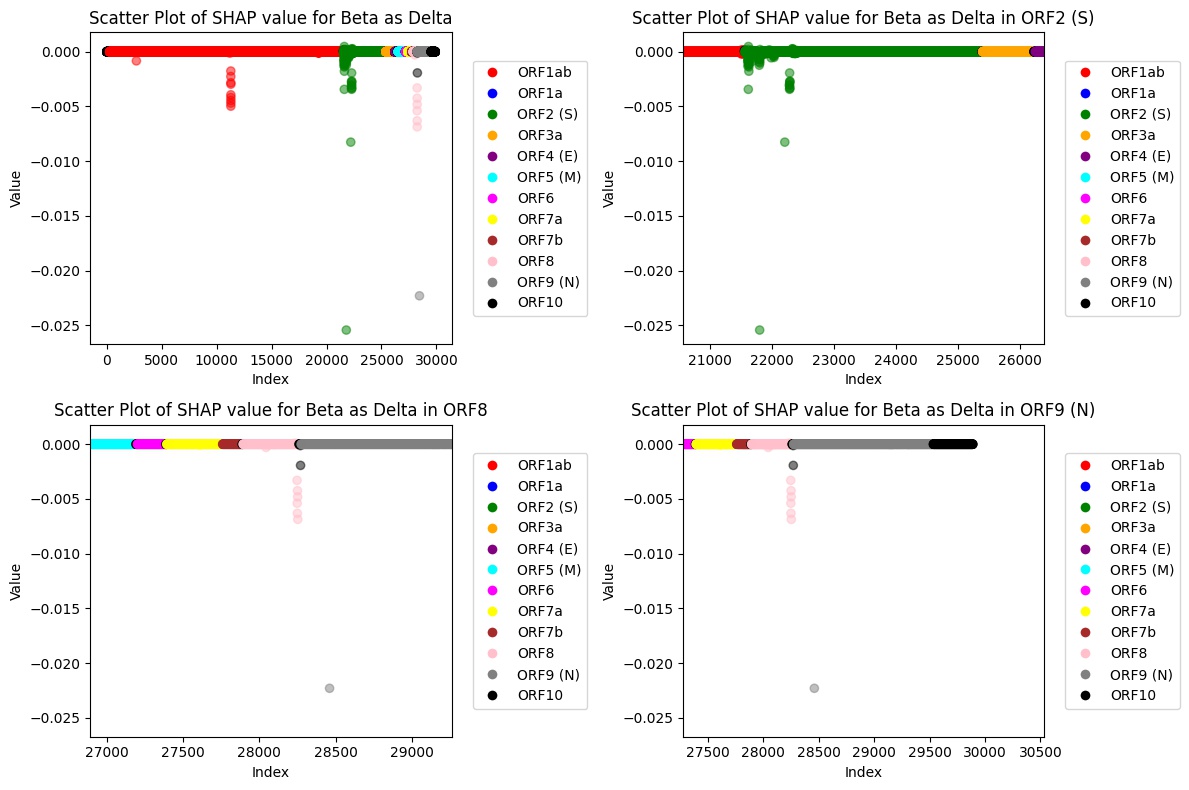 Scatter Plot of SHAP value for Beta as Delta
0.000
−0.005
−0.010
−0.015
−0.020
−0.025
Value
0
5000
10000
15000
20000
25000
30000
Index
ORF1ab
ORF1a
ORF2 (S)
ORF3a
ORF4 (E)
ORF5 (M)
ORF6
ORF7a
ORF7b
ORF8
ORF9 (N)
ORF10
Scatter Plot of SHAP value for Beta as Delta in ORF2 (S)
0.000
−0.005
−0.010
−0.015
−0.020
−0.025
Value
21000
22000
23000
24000
25000
26000
Index
ORF1ab
ORF1a
ORF2 (S)
ORF3a
ORF4 (E)
ORF5 (M)
ORF6
ORF7a
ORF7b
ORF8
ORF9 (N)
ORF10
Scatter Plot of SHAP value for Beta as Delta in ORF8
0.000
−0.005
−0.010
−0.015
−0.020
−0.025
Value
27000
27500
28000
28500
29000
Index
ORF1ab
ORF1a
ORF2 (S)
ORF3a
ORF4 (E)
ORF5 (M)
ORF6
ORF7a
ORF7b
ORF8
ORF9 (N)
ORF10
Scatter Plot of SHAP value for Beta as Delta in ORF9 (N)
0.000
−0.005
−0.010
−0.015
−0.020
−0.025
Value
27500
28000
28500
29000
29500
30000
30500
Index
ORF1ab
ORF1a
ORF2 (S)
ORF3a
ORF4 (E)
ORF5 (M)
ORF6
ORF7a
ORF7b
ORF8
ORF9 (N)
ORF10